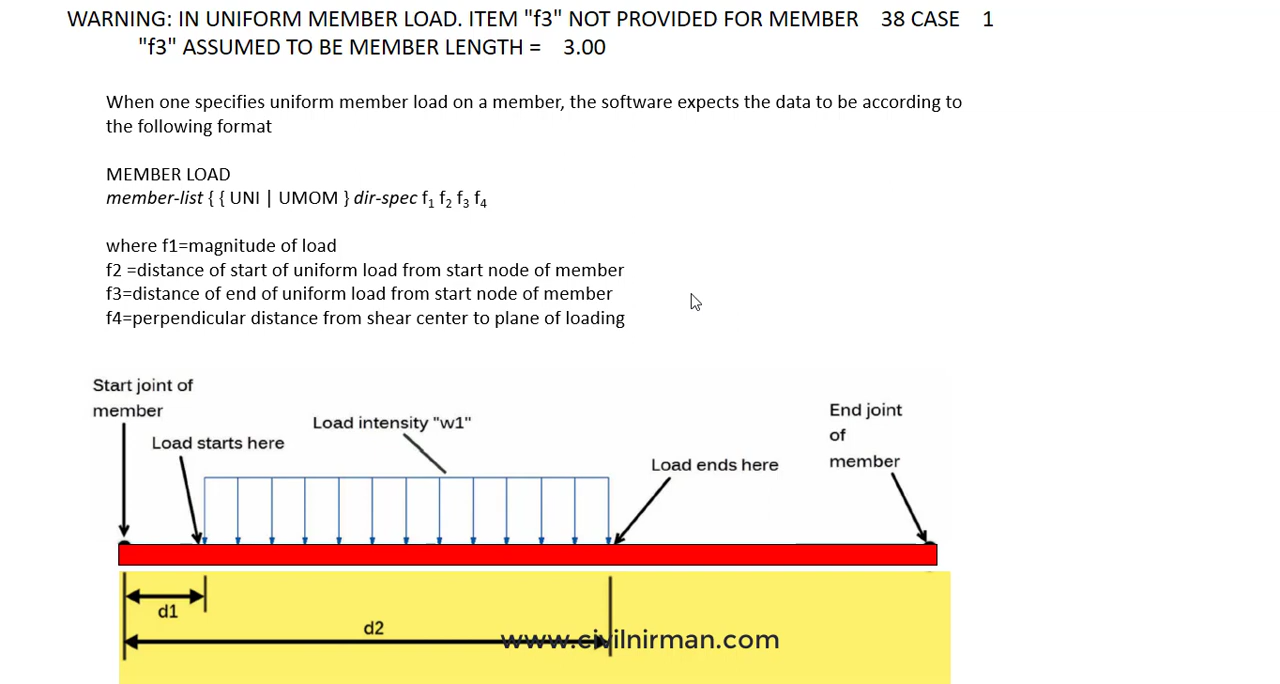 WARNING: IN UNIFORM MEMBER LOAD. ITEM "f3" NOT PROVIDED FOR MEMBER 38 CASE 1
"f3" ASSUMED TO BE MEMBER LENGTH = 3.00
When one specifies uniform member load on a member, the software expects the data to be according to
the following format
MEMBER LOAD
member-list { { UNI | UMOM } dir-spec f1 f2 f3 f4
where f1=magnitude of load
f2 =distance of start of uniform load from start node of member
f3=distance of end of uniform load from start node of member
f4=perpendicular distance from shear center to plane of loading
Start joint of
member
Load starts here
Load intensity "w1"
Load ends here
End joint
of
member
d1
d2
www.civilnirman.com